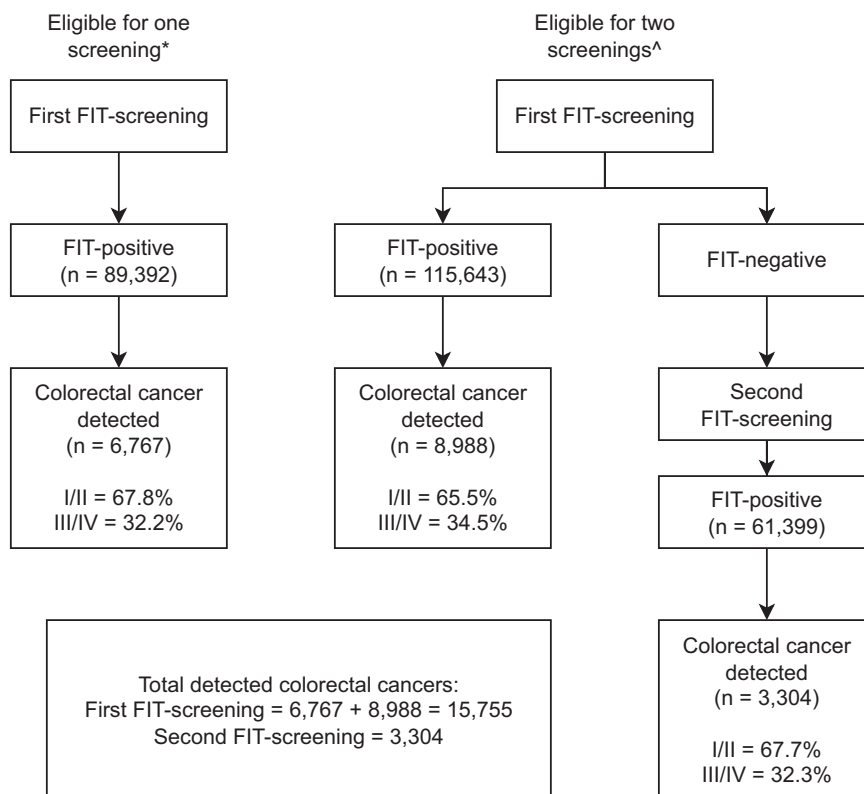 Eligible for one
screening*
First FIT-screening
FIT-positive
(n = 89,392)
Colorectal cancer
detected
(n = 6,767)
I/II = 67.8%
III/IV = 32.2%
Eligible for two
screenings^
First FIT-screening
FIT-positive
(n = 115,643)
Colorectal cancer
detected
(n = 8,988)
I/II = 65.5%
III/IV = 34.5%
FIT-negative
Second
FIT-screening
FIT-positive
(n = 61,399)
Colorectal cancer
detected
(n = 3,304)
I/II = 67.7%
III/IV = 32.3%
Total detected colorectal cancers:
First FIT-screening = 6,767 + 8,988 = 15,755
Second FIT-screening = 3,304